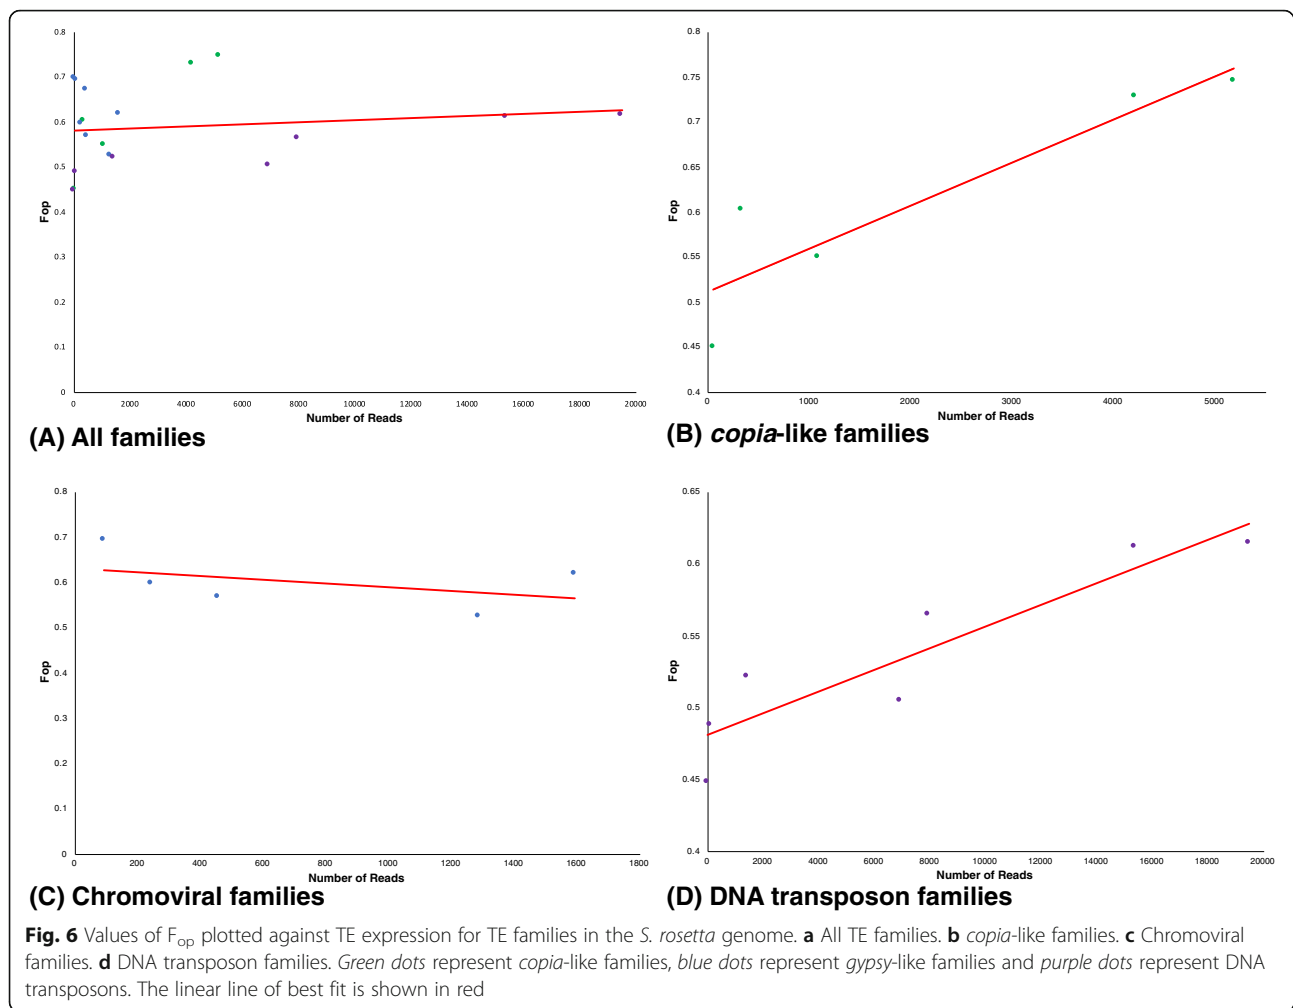 0.8
0.7
0.6
0.5
0.4
0.3
0.2
0.1
0
Fop
0 2000 4000 6000 8000 10000 12000 14000 16000 18000 20000
Number of Reads
(A) All families
0.8
0.75
0.7
0.65
0.6
0.55
0.5
0.45
0.4
Fop
0 1000 2000 3000 4000 5000
Number of Reads
(B) copia-like families
0.8
0.7
0.6
0.5
0.4
0.3
0.2
0.1
0
Fop
0 200 400 600 800 1000 1200 1400 1600 1800
Number of Reads
(C) Chromoviral families
0.65
0.6
0.55
0.5
0.45
0.4
Fop
0 2000 4000 6000 8000 10000 12000 14000 16000 18000 20000
Number of Reads
(D) DNA transposon families
Fig. 6 Values of Fop plotted against TE expression for TE families in the S. rosetta genome. a All TE families. b copia-like families. c Chromoviral
families. d DNA transposon families. Green dots represent copia-like families, blue dots represent gypsy-like families and purple dots represent DNA
transposons. The linear line of best fit is shown in red